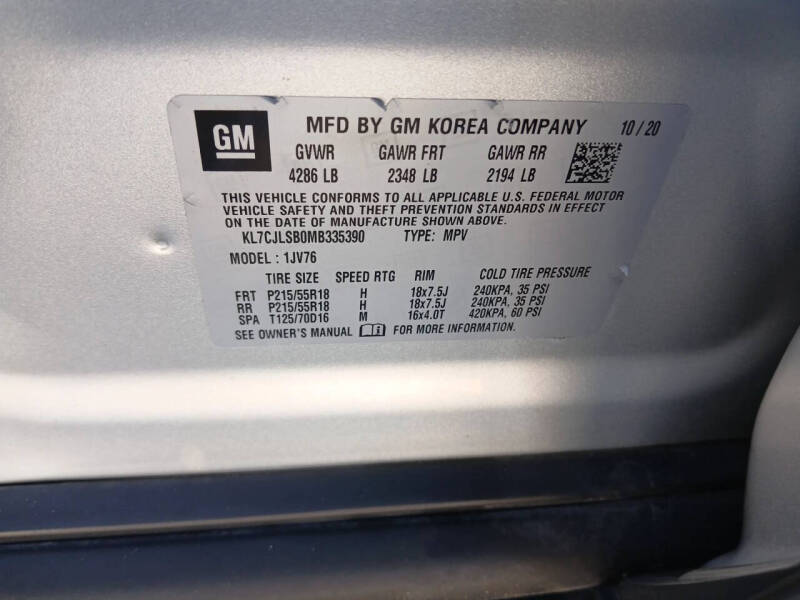 GM MFD BY GM KOREA COMPANY 10/20
GVWR GAWR FRT GAWR RR
4286 LB 2348 LB 2194 LB
THIS VEHICLE CONFORMS TO ALL APPLICABLE U.S. FEDERAL MOTOR
VEHICLE SAFETY AND THEFT PREVENTION STANDARDS IN EFFECT
ON THE DATE OF MANUFACTURE SHOWN ABOVE.
KL7CJLSB0MB335390 TYPE: MPV
MODEL : 1JV76
TIRE SIZE SPEED RTG RIM COLD TIRE PRESSURE
FRT P215/55R18 H 18x7.5J 240KPA, 35 PSI
RR P215/55R18 H 18x7.5J 240KPA, 35 PSI
SPA T125/70D16 M 16x4.0T 420KPA, 60 PSI
SEE OWNER'S MANUAL FOR MORE INFORMATION.